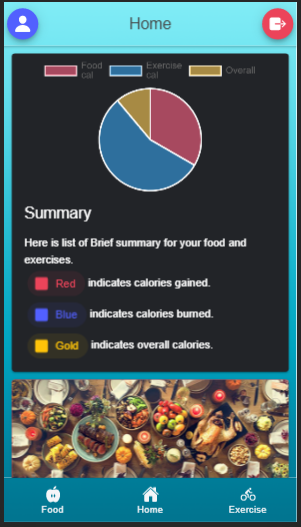 Home
Food cal
Exercise cal
Overall
Summary
Here is list of Brief summary for your food and
exercises.
Red indicates calories gained.
Blue indicates calories burned.
Gold indicates overall calories.
Food Home Exercise